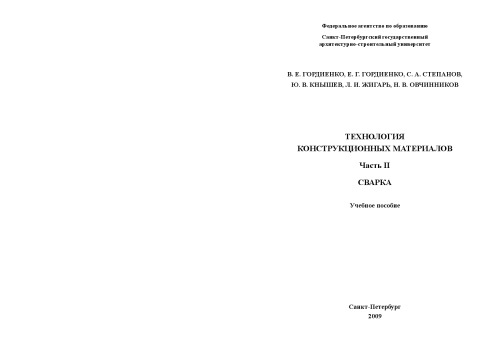 Федеральное агентство по образованию
Санкт-Петербургский государственный
архитектурно-строительный университет
В. Е. ГОРДИЕНКО, Е. Г. ГОРДИЕНКО, С. А. СТЕПАНОВ,
Ю. В. КНЫШЕВ, Л. И. ЖИГАРЬ, Н. В. ОВЧИННИКОВ
ТЕХНОЛОГИЯ
КОНСТРУКЦИОННЫХ МАТЕРИАЛОВ
Часть II
СВАРКА
Учебное пособие
Санкт-Петербург
2009